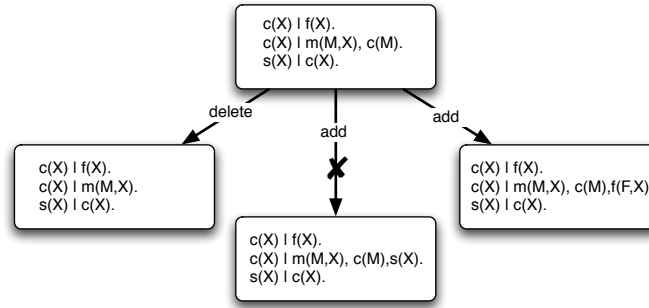 c(X) | f(X).
c(X) | m(M,X), c(M).
s(X) | c(X).
delete
add
add
c(X) | f(X).
c(X) | m(M,X).
s(X) | c(X).
c(X) | f(X).
c(X) | m(M,X), c(M),f(F,X)
s(X) | c(X).
c(X) | f(X).
c(X) | m(M,X), c(M),s(X).
s(X) | c(X).